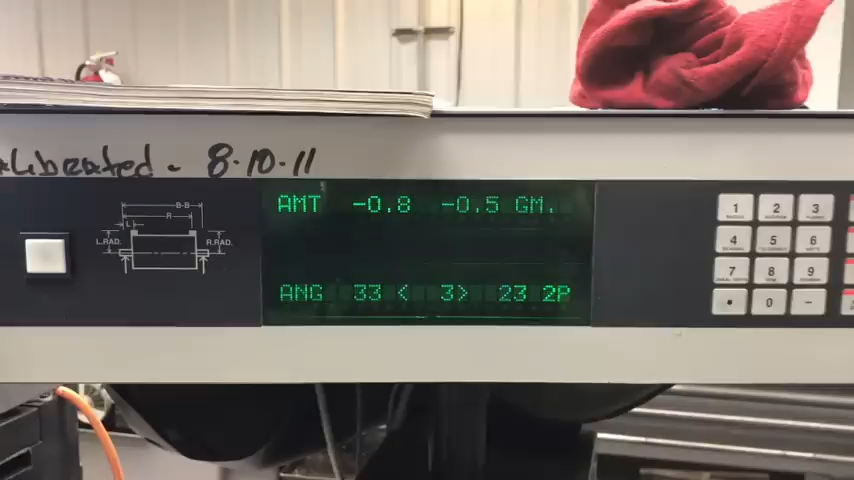 8-10-11
B-B
R
L
L.RAD.
R.RAD.
AMT -0.8 -0.5 GM.
ANG 33 < 3> 23 2P
1 2 3
4 5 6
7 8 9
• 0 -